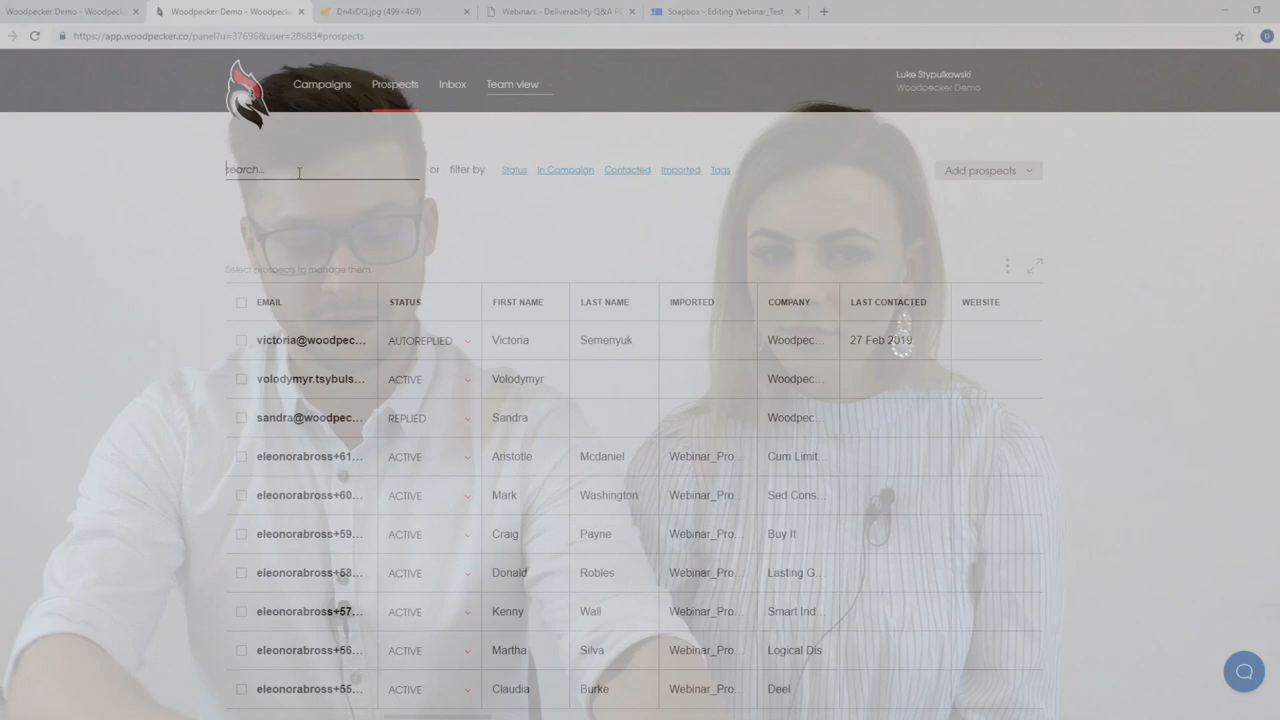 Woodpecker Demo - Woodpeck
Woodpecker Demo - Woodpeck
Dn4xDQ.jpg (499×469)
Webinars - Deliverability Q&A P
Soapbox - Editing Webinar_Test
https://app.woodpecker.co/panel?u=37696&user=28683#prospects
D
Campaigns
Prospects
Inbox
Team view
Luke Stypulkowski
Woodpecker Demo
search...
or
filter by
Status
In Campaign
Contacted
Imported
Tags
Add prospects
Select prospects to manage them.
EMAIL STATUS FIRST NAME LAST NAME IMPORTED COMPANY LAST CONTACTED WEBSITE
victoria@woodpec... AUTOREPLIED Victoria Semenyuk Woodpec... 27 Feb 2019
volodymyr.tsybuls... ACTIVE Volodymyr Woodpec...
sandra@woodpec... REPLIED Sandra Woodpec...
eleonorabross+61... ACTIVE Aristotle Mcdaniel Webinar_Pro... Cum Limit...
eleonorabross+60... ACTIVE Mark Washington Webinar_Pro... Sed Cons...
eleonorabross+59... ACTIVE Craig Payne Webinar_Pro... Buy It
eleonorabross+58... ACTIVE Donald Robles Webinar_Pro... Lasting G...
eleonorabross+57... ACTIVE Kenny Wall Webinar_Pro... Smart Ind...
eleonorabross+56... ACTIVE Martha Silva Webinar_Pro... Logical Dis
eleonorabross+55... ACTIVE Claudia Burke Webinar_Pro... Deel